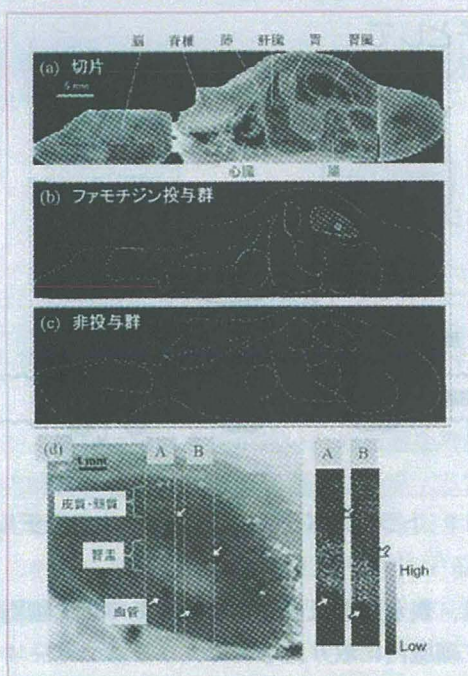 脳 脊椎 肺 肝臓 胃 腎臓
(a) 切片
5 mm
心臓 腸
(b) ファモチジン投与群
(c) 非投与群
(d) A B A B
1 mm
皮質・髄質
腎盂
血管
High
Low